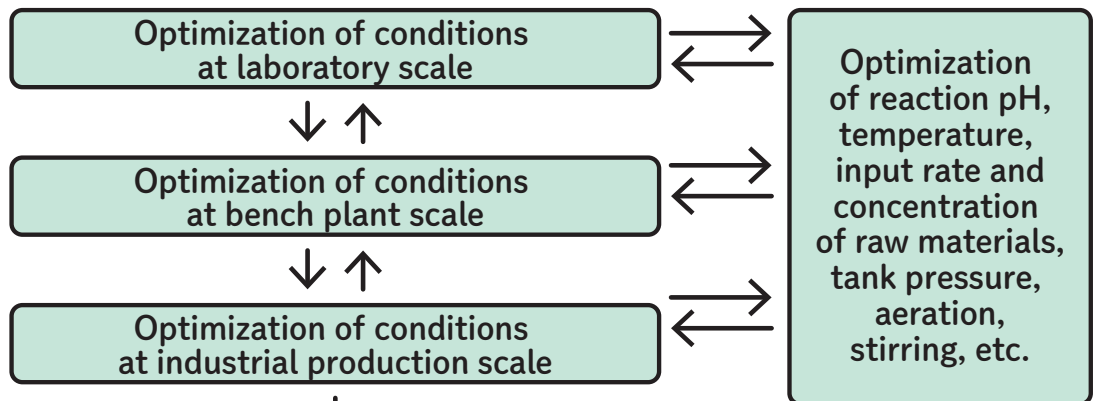 Optimization of conditions
at laboratory scale
Optimization of conditions
at bench plant scale
Optimization of conditions
at industrial production scale
Optimization
of reaction pH,
temperature,
input rate and
concentration
of raw materials,
tank pressure,
aeration,
stirring, etc.